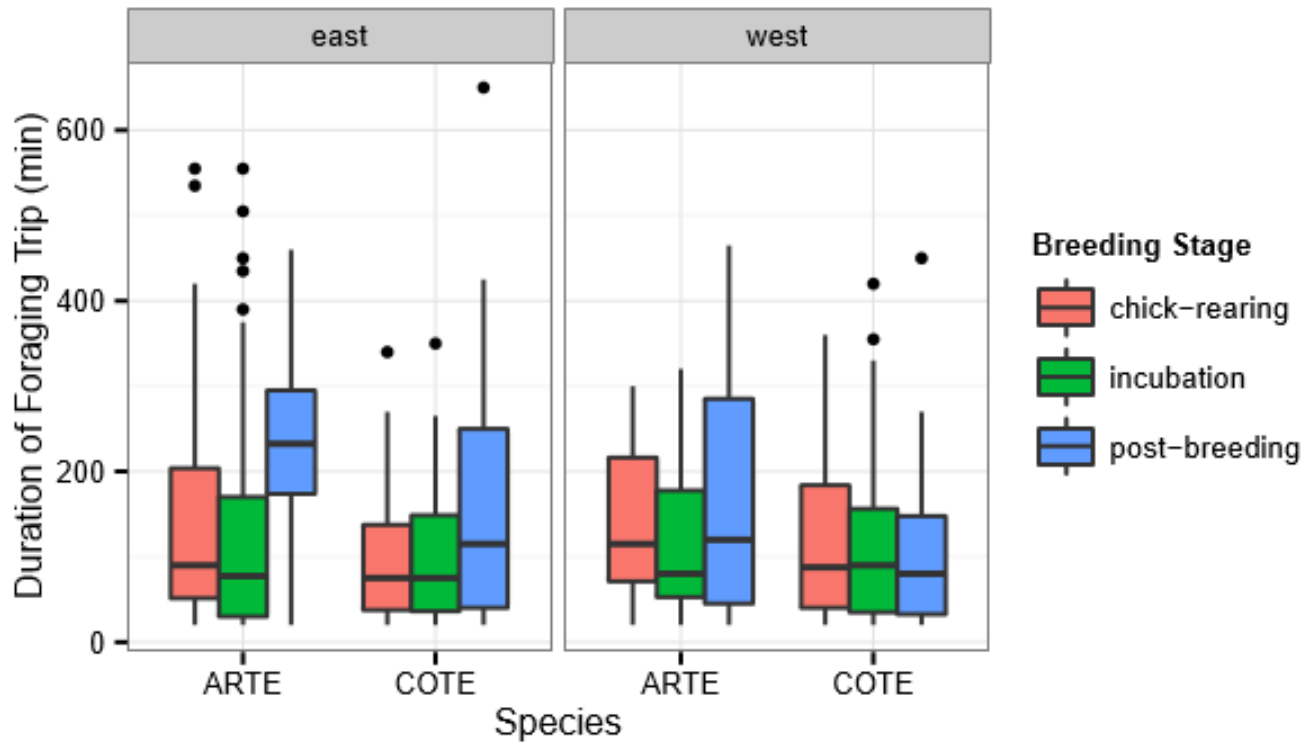 east west
Duration of Foraging Trip (min)
600
400
200
0
ARTE COTE ARTE COTE
Species
Breeding Stage
chick-rearing
incubation
post-breeding